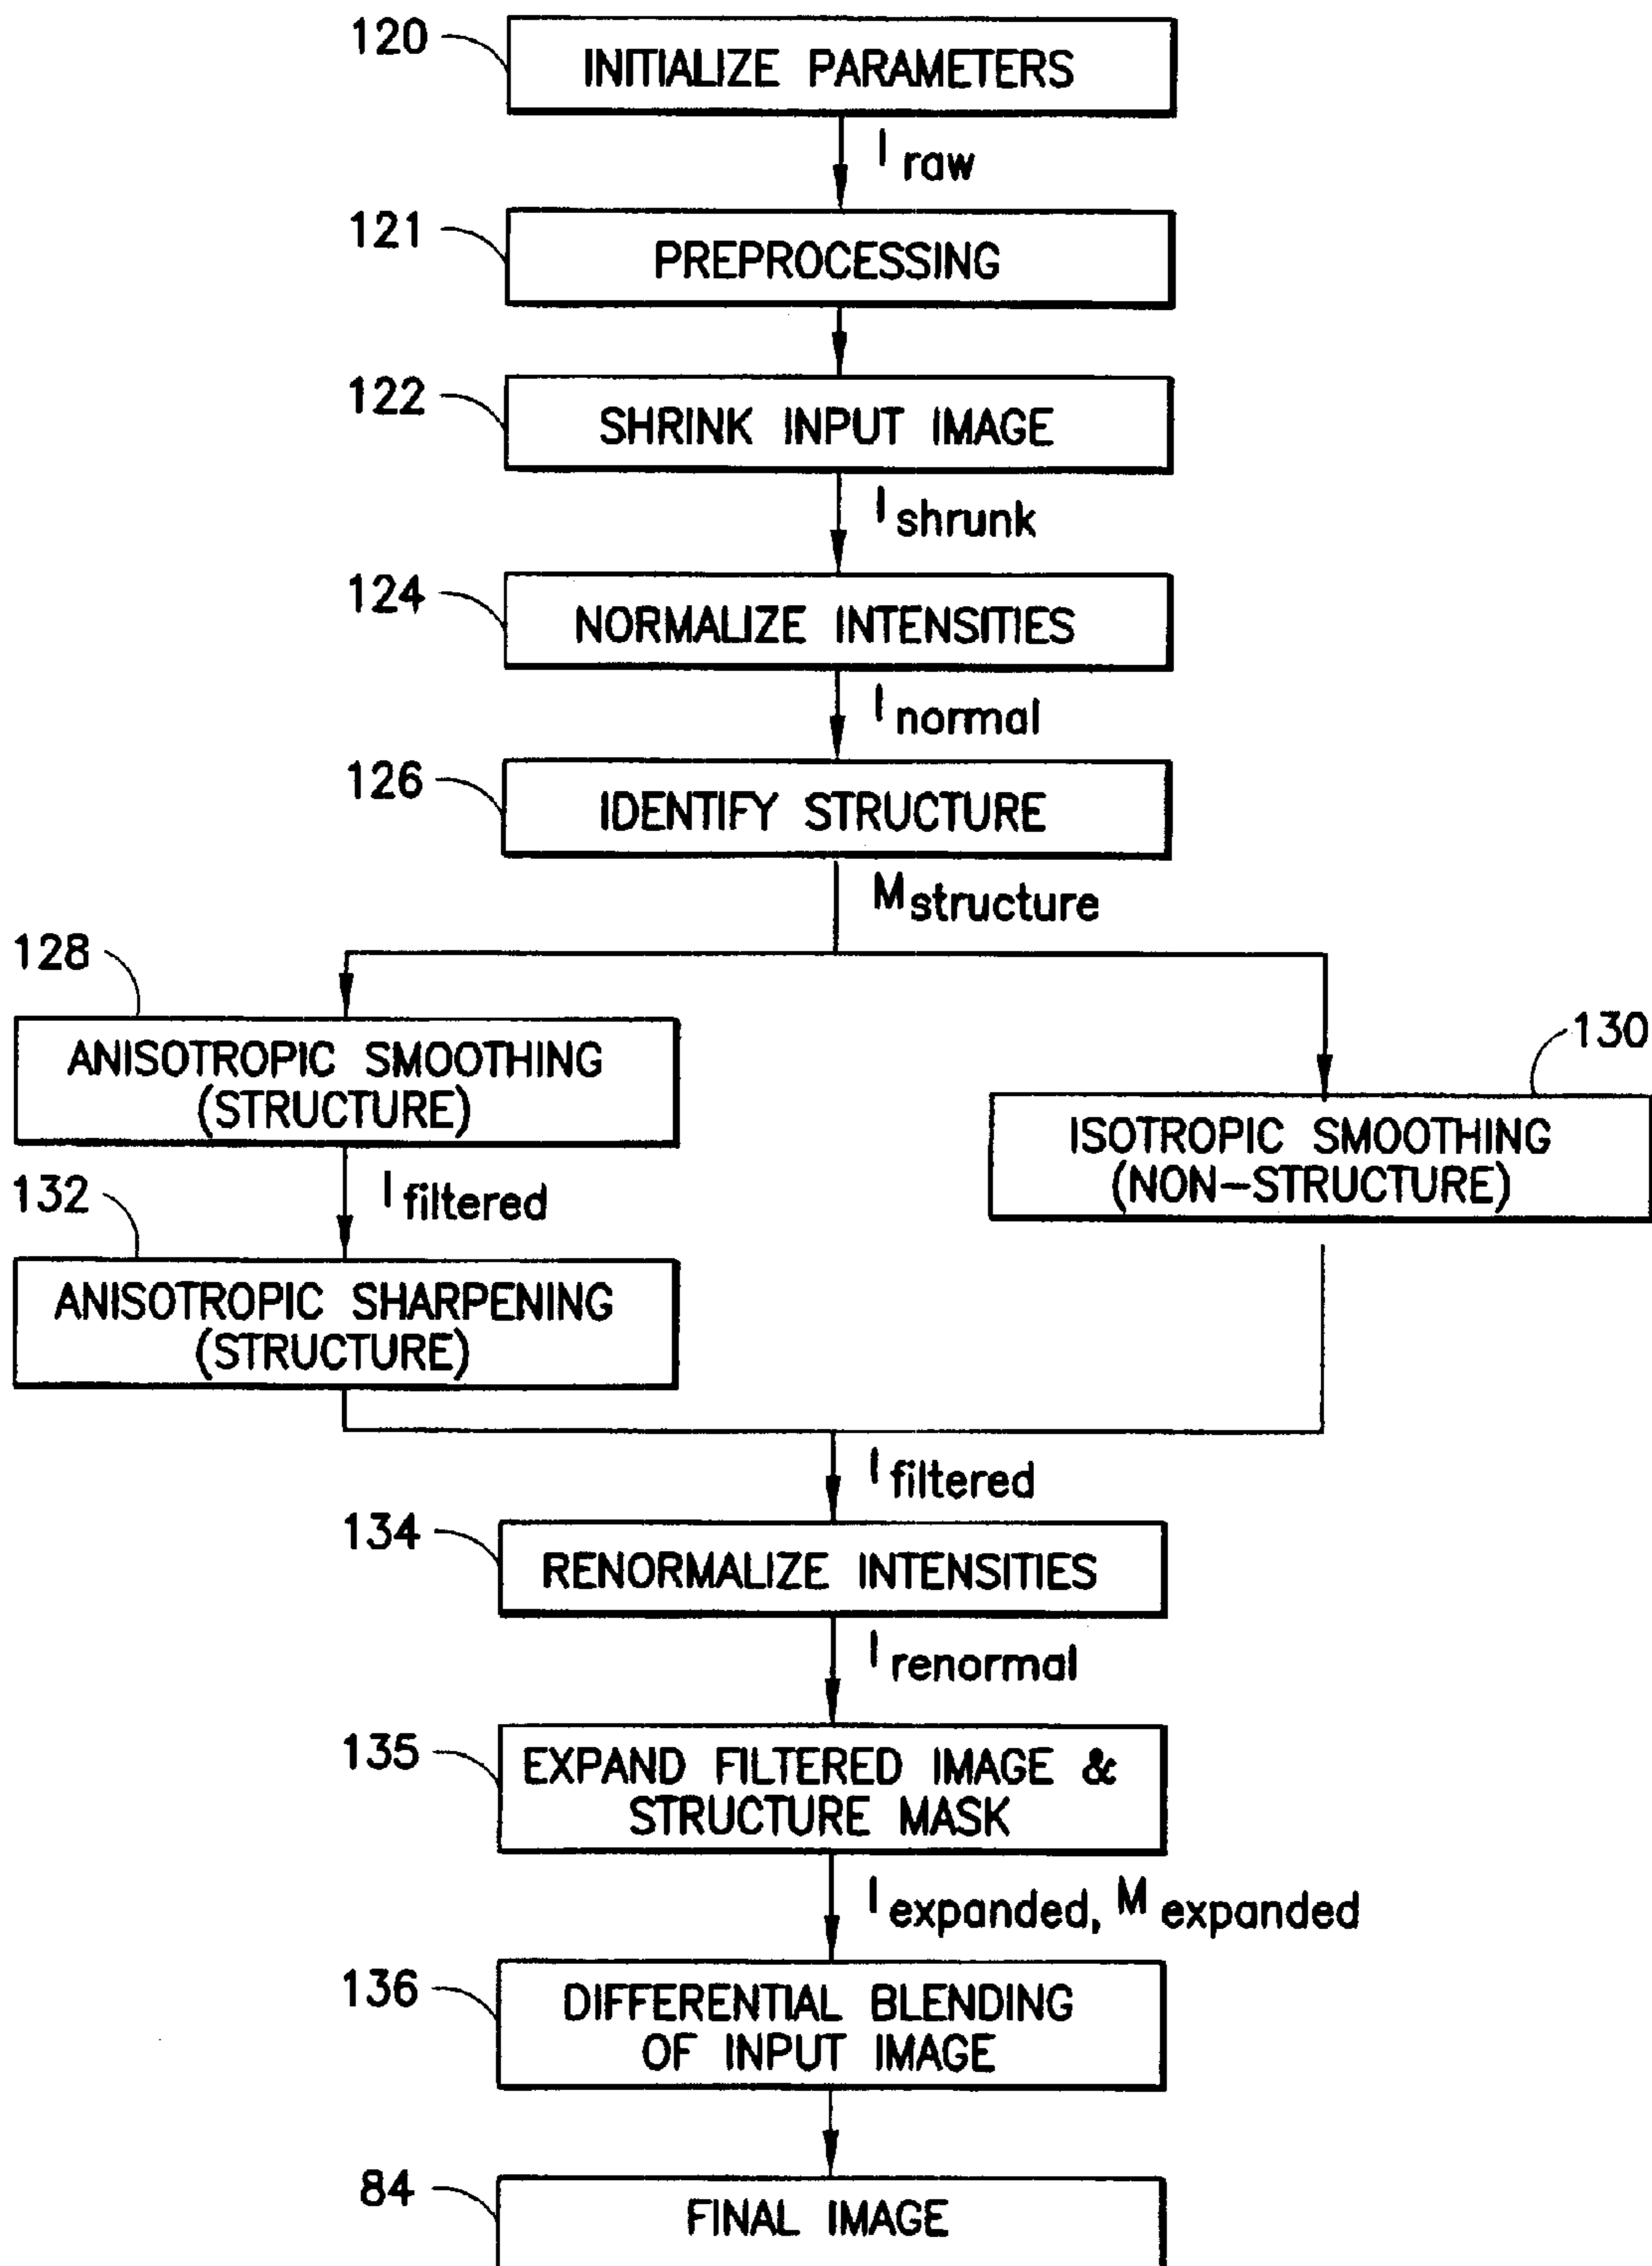 120
INITIALIZE PARAMETERS
I raw
121
PREPROCESSING
122
SHRINK INPUT IMAGE
I shrunk
124
NORMALIZE INTENSITIES
I normal
126
IDENTIFY STRUCTURE
M structure
128
ANISOTROPIC SMOOTHING
(STRUCTURE)
130
ISOTROPIC SMOOTHING
(NON-STRUCTURE)
I filtered
132
ANISOTROPIC SHARPENING
(STRUCTURE)
I filtered
134
RENORMALIZE INTENSITIES
I renormal
135
EXPAND FILTERED IMAGE &
STRUCTURE MASK
I expanded, M expanded
136
DIFFERENTIAL BLENDING
OF INPUT IMAGE
84
FINAL IMAGE